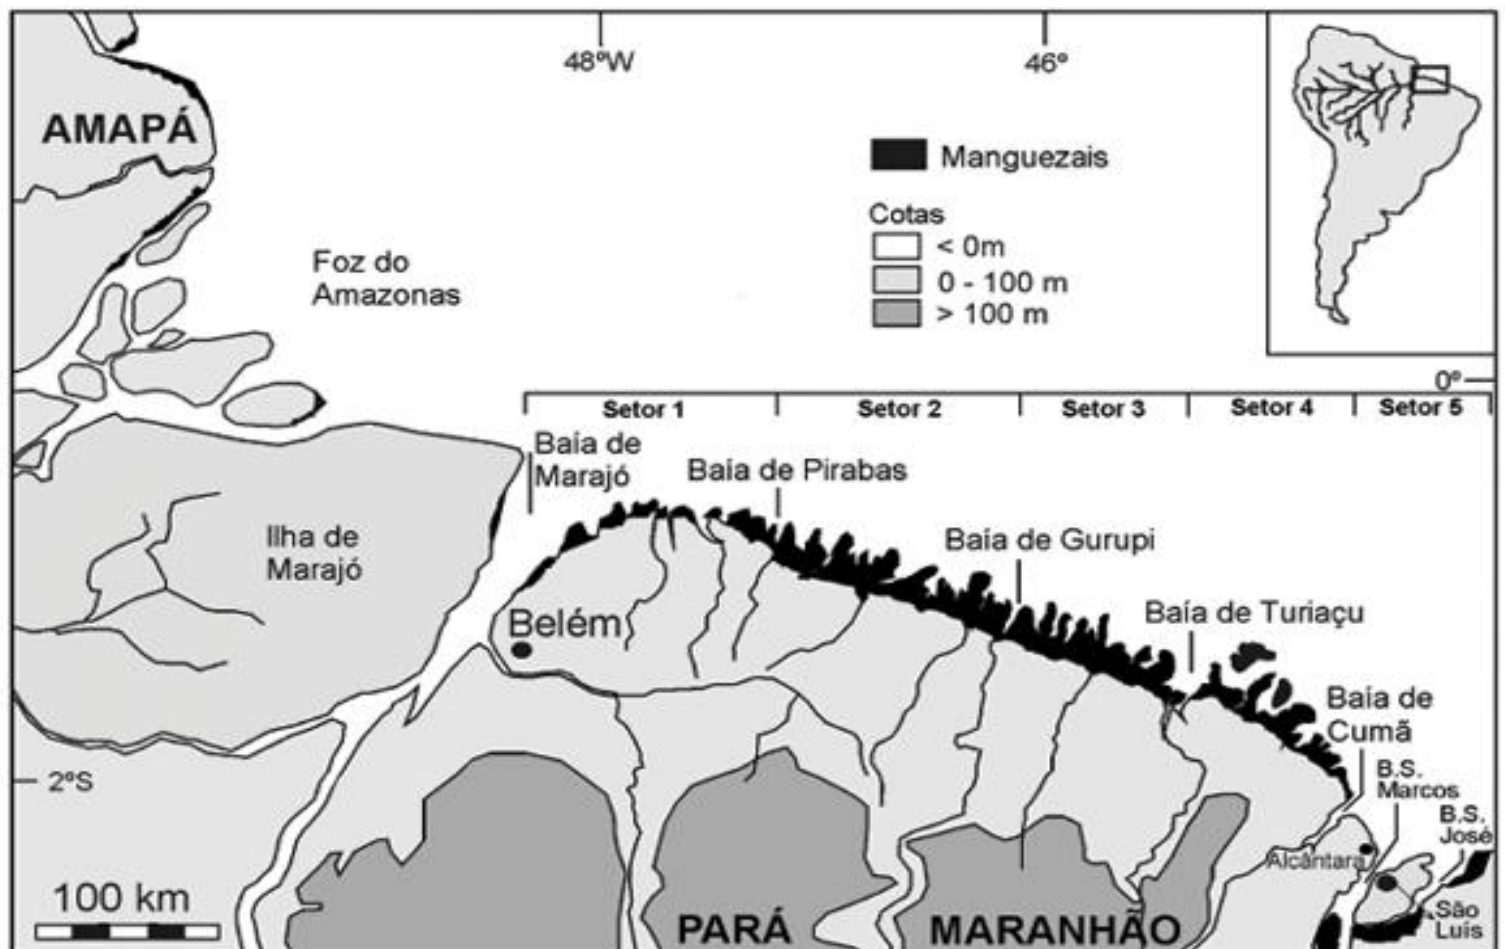 48ºW
46º
AMAPÁ
Manguezais
Cotas
< 0m
0 - 100 m
> 100 m
Foz do
Amazonas
0º
Setor 1
Setor 2
Setor 3
Setor 4
Setor 5
Baía de
Marajó
Baía de Pirabas
Ilha de
Marajó
Baía de Gurupi
Belém
Baía de Turiaçu
Baía de
Cumã
2ºS
B.S.
Marcos
B.S.
José
Alcântara
100 km
PARÁ
MARANHÃO
São
Luís